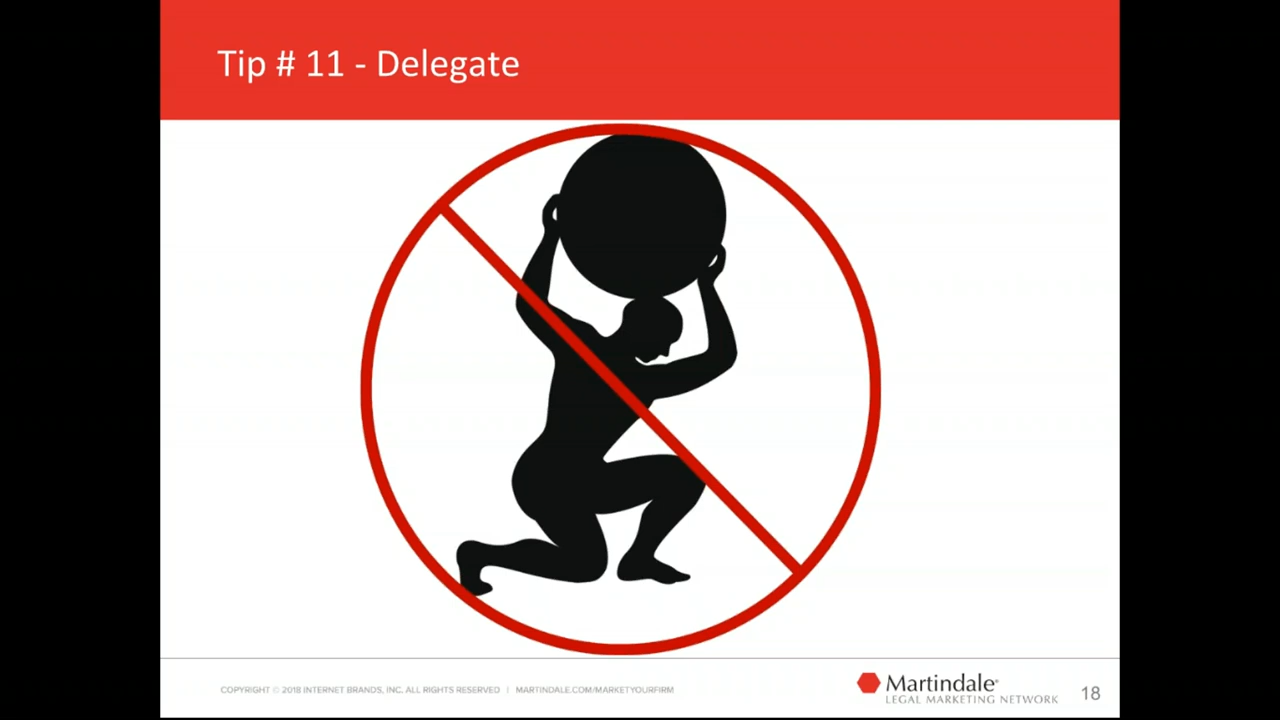 Tip # 11 - Delegate
COPYRIGHT © 2018 INTERNET BRANDS, INC. ALL RIGHTS RESERVED | MARTINDALE.COM/MARKETYOURFIRM
Martindale®
LEGAL MARKETING NETWORK
18